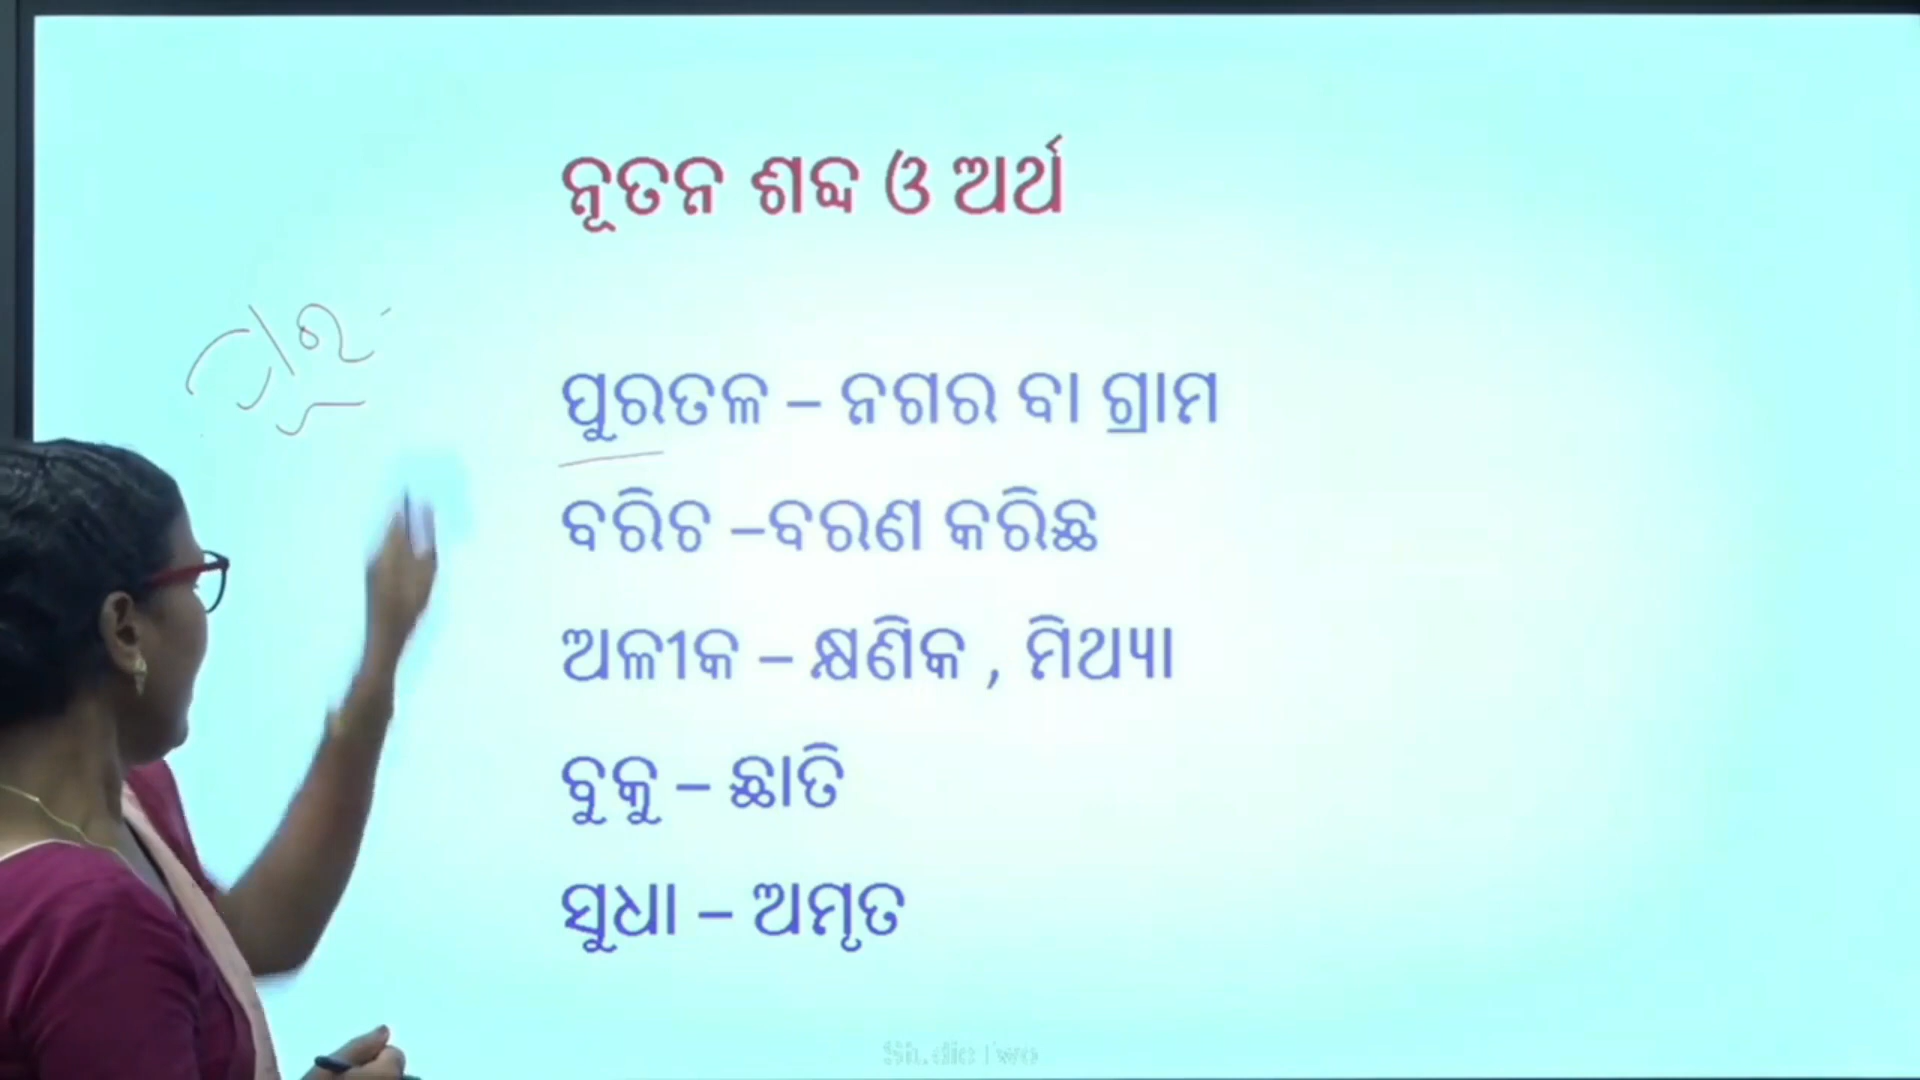 ନୂତନ ଶବ୍ଦ ଓ ଅର୍ଥ
ପୁର
ପୁରତଳ – ନଗର ବା ଗ୍ରାମ
ବରିଚ –ବରଣ କରିଛ
ଅଳୀକ – କ୍ଷଣିକ , ମିଥ୍ୟା
ବୁକୁ – ଛାତି
ସୁଧା – ଅମୃତ